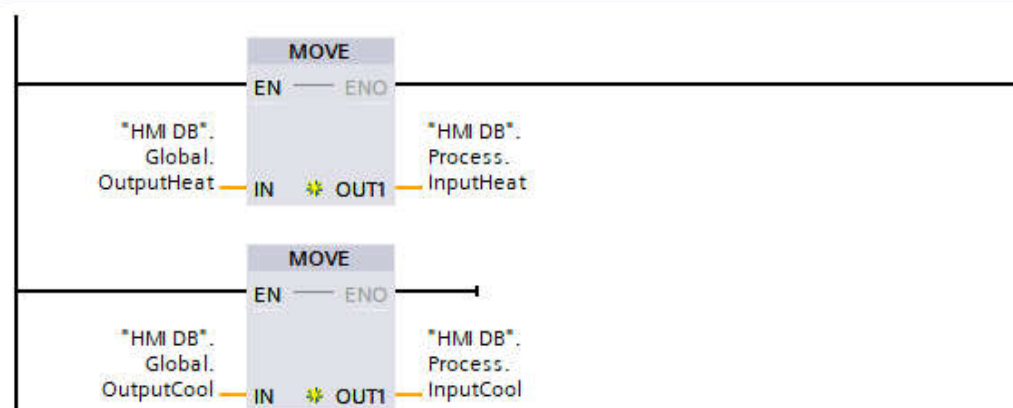 MOVE
EN ENO
"HMI DB". "HMI DB".
Global. Process.
OutputHeat IN OUT1 InputHeat
MOVE
EN ENO
"HMI DB". "HMI DB".
Global. Process.
OutputCool IN OUT1 InputCool